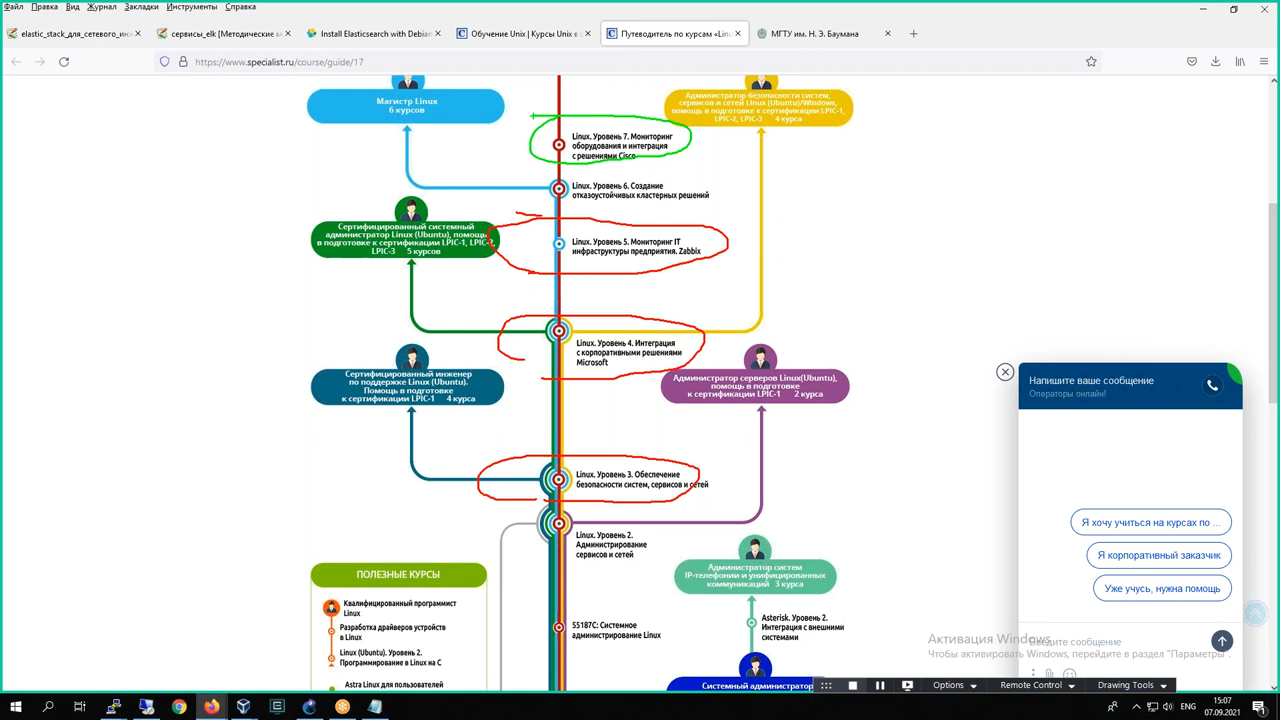 Файл Правка Вид Журнал Закладки Инструменты Справка
elastic_stack_для_сетевого_ин
сервисы_elk [Методические м
Install Elasticsearch with Debian
Обучение Unix | Курсы Unix в ц
Путеводитель по курсам «Linu
МГТУ им. Н. Э. Баумана
https://www.specialist.ru/course/guide/17
Магистр Linux
6 курсов
Администратор безопасности систем,
сервисов и сетей Linux (Ubuntu)/Windows,
помощь в подготовке к сертификации LPIC-1,
LPIC-2, LPIC-3 4 курса
Linux. Уровень 7. Мониторинг
оборудования и интеграция
с решениями Cisco
Linux. Уровень 6. Создание
отказоустойчивых кластерных решений
Сертифицированный системный
администратор Linux (Ubuntu), помощь
в подготовке к сертификации LPIC-1, LPIC-2,
LPIC-3 5 курсов
Linux. Уровень 5. Мониторинг IT
инфраструктуры предприятия. Zabbix
Linux. Уровень 4. Интеграция
с корпоративными решениями
Microsoft
Сертифицированный инженер
по поддержке Linux (Ubuntu).
Помощь в подготовке
к сертификации LPIC-1 4 курса
Администратор серверов Linux(Ubuntu),
помощь в подготовке
к сертификации LPIC-1 2 курса
Linux. Уровень 3. Обеспечение
безопасности систем, сервисов и сетей
Linux. Уровень 2.
Администрирование
сервисов и сетей
Администратор систем
IP-телефонии и унифицированных
коммуникаций 3 курса
ПОЛЕЗНЫЕ КУРСЫ
Квалифицированный программист
Linux
Разработка драйверов устройств
в Linux
Linux (Ubuntu). Уровень 2.
Программирование в Linux на C
Astra Linux для пользователей
55187C: Системное
администрирование Linux
Asterisk. Уровень 2.
Интеграция с внешними
системами
Системный администратор
Напишите ваше сообщение
Операторы онлайн!
Я хочу учиться на курсах по ...
Я корпоративный заказчик
Уже учусь, нужна помощь
Введите сообщение
Активация Windows
Чтобы активировать Windows, перейдите в раздел "Параметры".
Options
Remote Control
Drawing Tools
ENG
15:07
07.09.2021
1